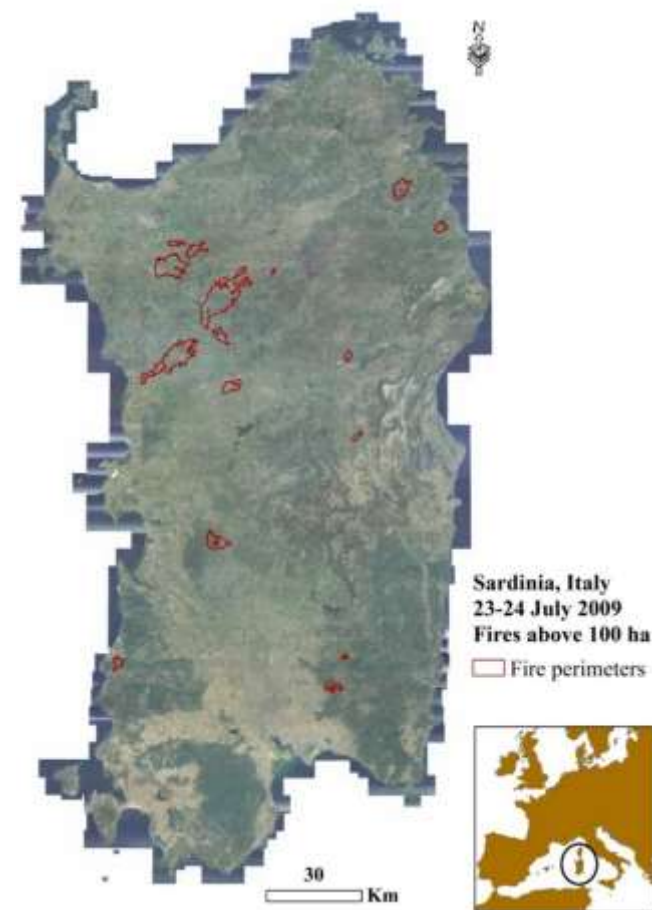 N
Sardinia, Italy
23-24 July 2009
Fires above 100 ha
Fire perimeters
30
Km